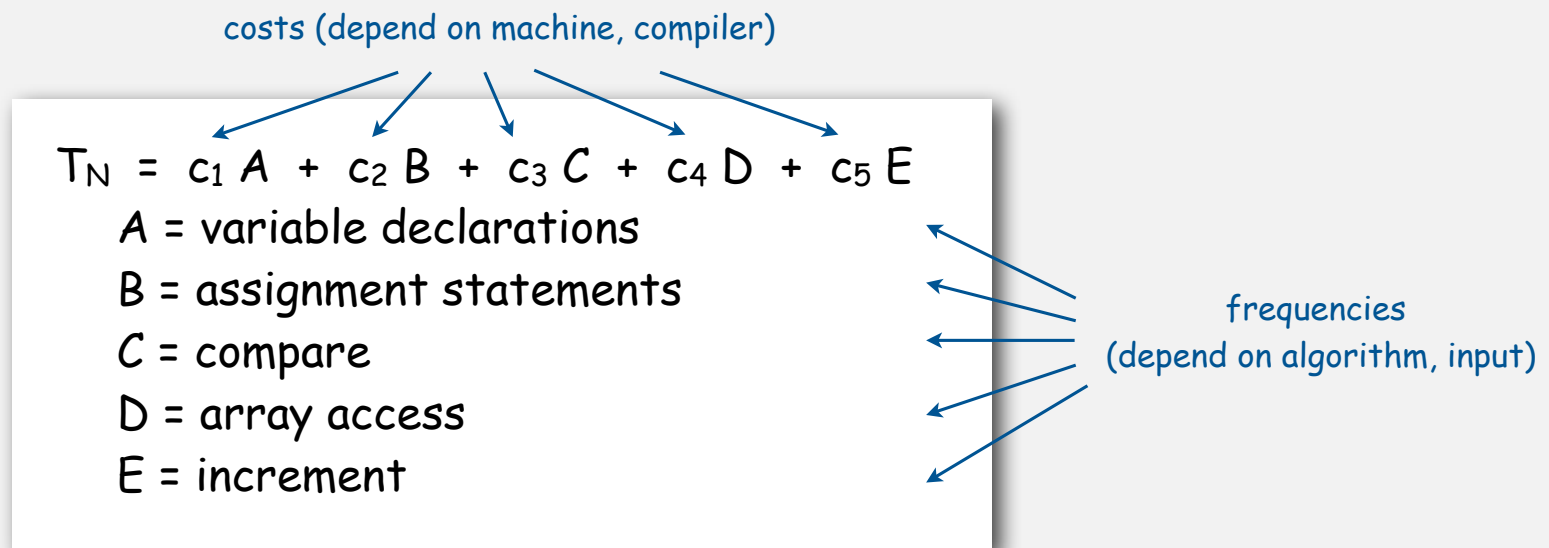 costs (depend on machine, compiler)
T_N = c₁ A + c₂ B + c₃ C + c₄ D + c₅ E
A = variable declarations
B = assignment statements
C = compare
D = array access
E = increment
frequencies
(depend on algorithm, input)